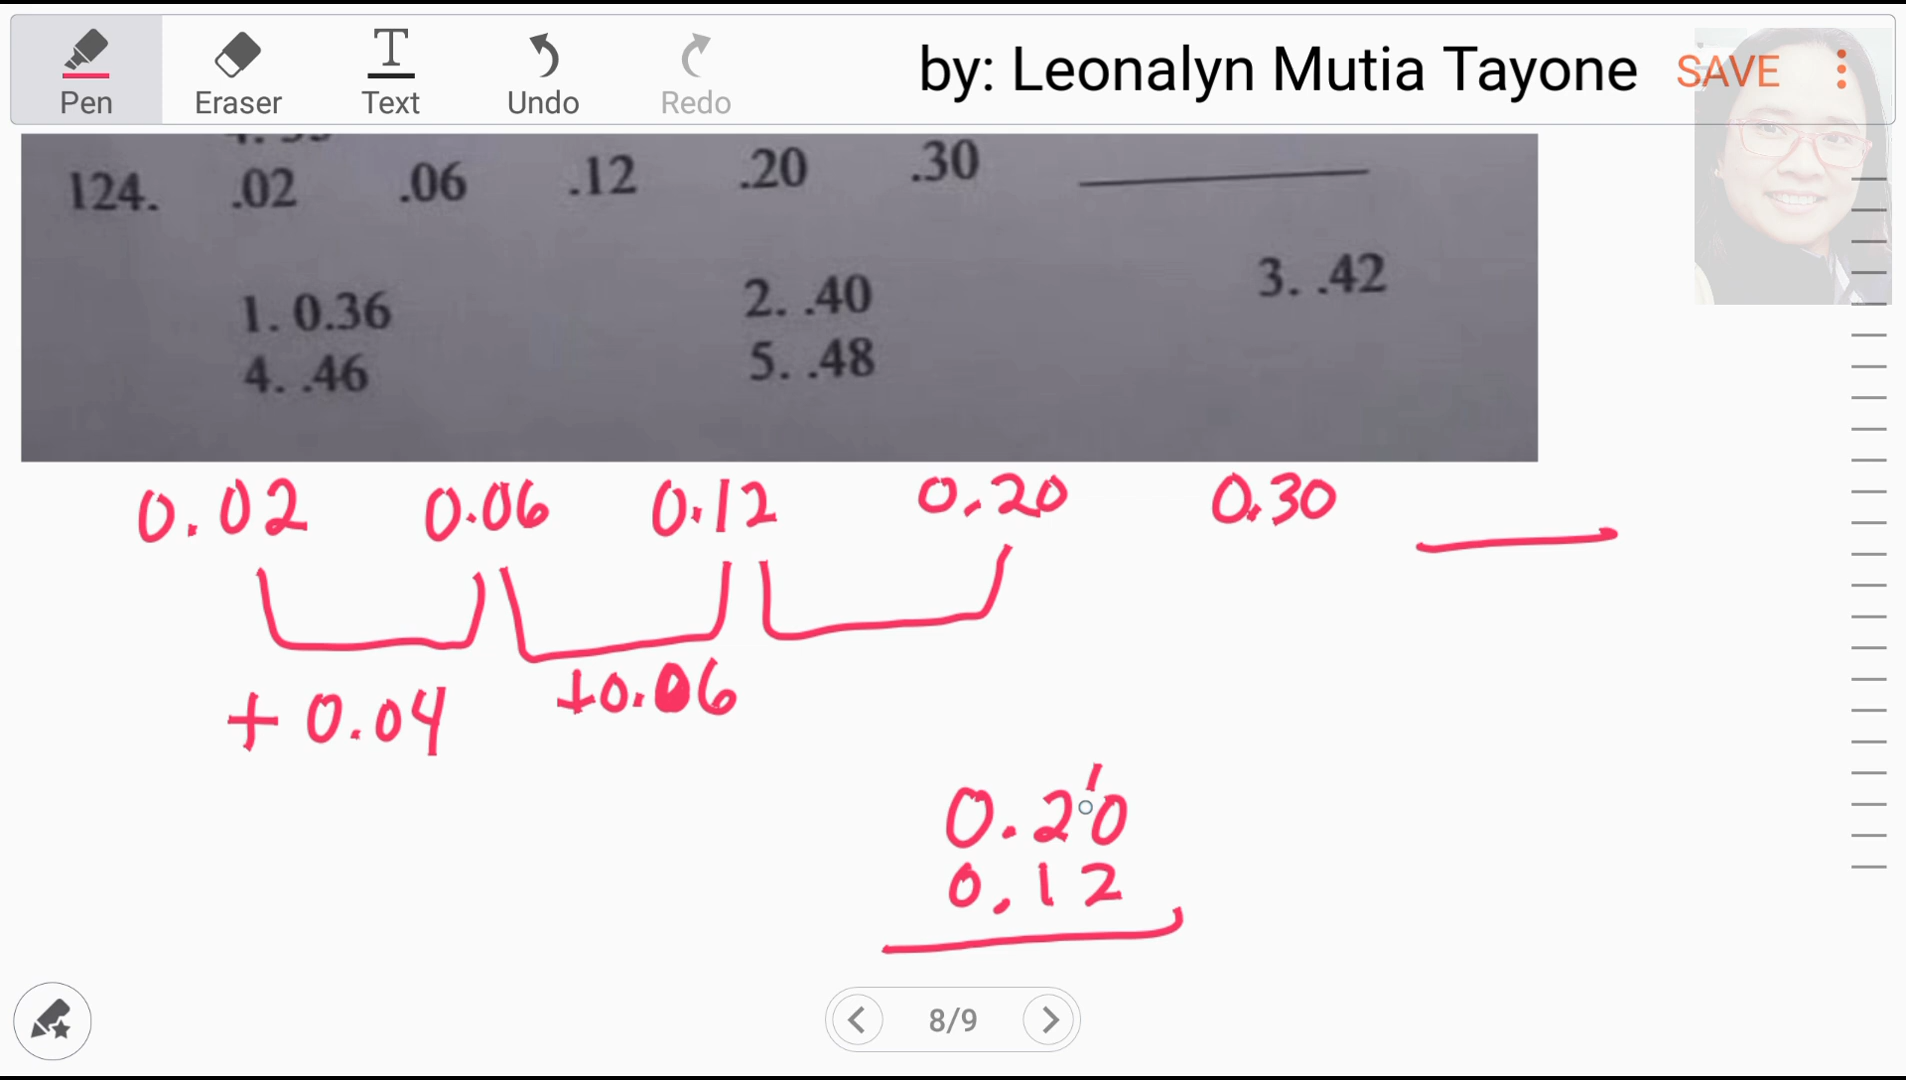 Pen Eraser Text Undo Redo by: Leonalyn Mutia Tayone SAVE
124. .02 .06 .12 .20 .30
1. 0.36 2. .40 3. .42
4. .46 5. .48
0.02 0.06 0.12 0.20 0.30
+ 0.04 +0.06
1
0.20
0.12
8/9